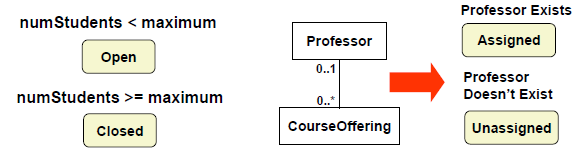 numStudents < maximum
Open
numStudents >= maximum
Closed
Professor
0..1
0..*
CourseOffering
Professor Exists
Assigned
Professor
Doesn't Exist
Unassigned